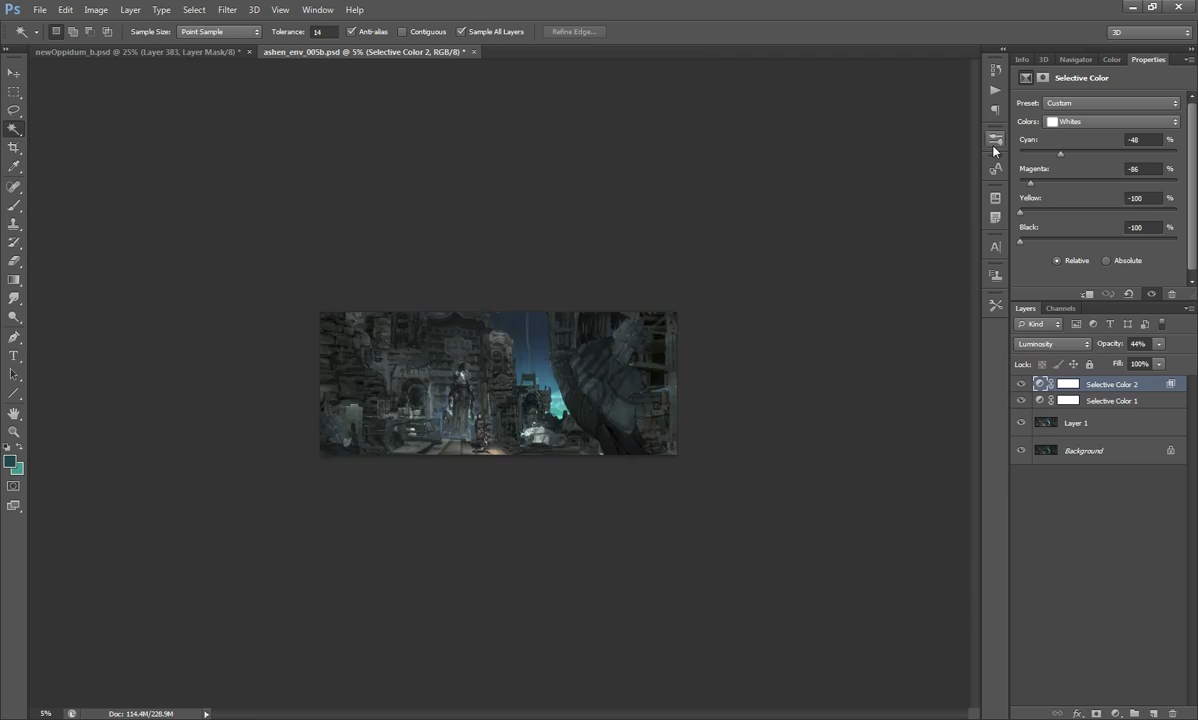 Ps File Edit Image Layer Type Select Filter 3D View Window Help
Sample Size: Point Sample Tolerance: 14 Anti-alias Contiguous Sample All Layers Refine Edge... 3D
newOppidum_b.psd @ 25% (Layer 383, Layer Mask/8) * × ashen_env_005b.psd @ 5% (Selective Color 2, RGB/8) * ×
Info 3D Navigator Color Properties
Selective Color
Preset: Custom
Colors: Whites
Cyan: -48 %
Magenta: -86 %
Yellow: -100 %
Black: -100 %
Relative Absolute
Layers Channels
Kind
Luminosity Opacity: 44%
Lock: Fill: 100%
Selective Color 2
Selective Color 1
Layer 1
Background
5% Doc: 114.4M/228.9M